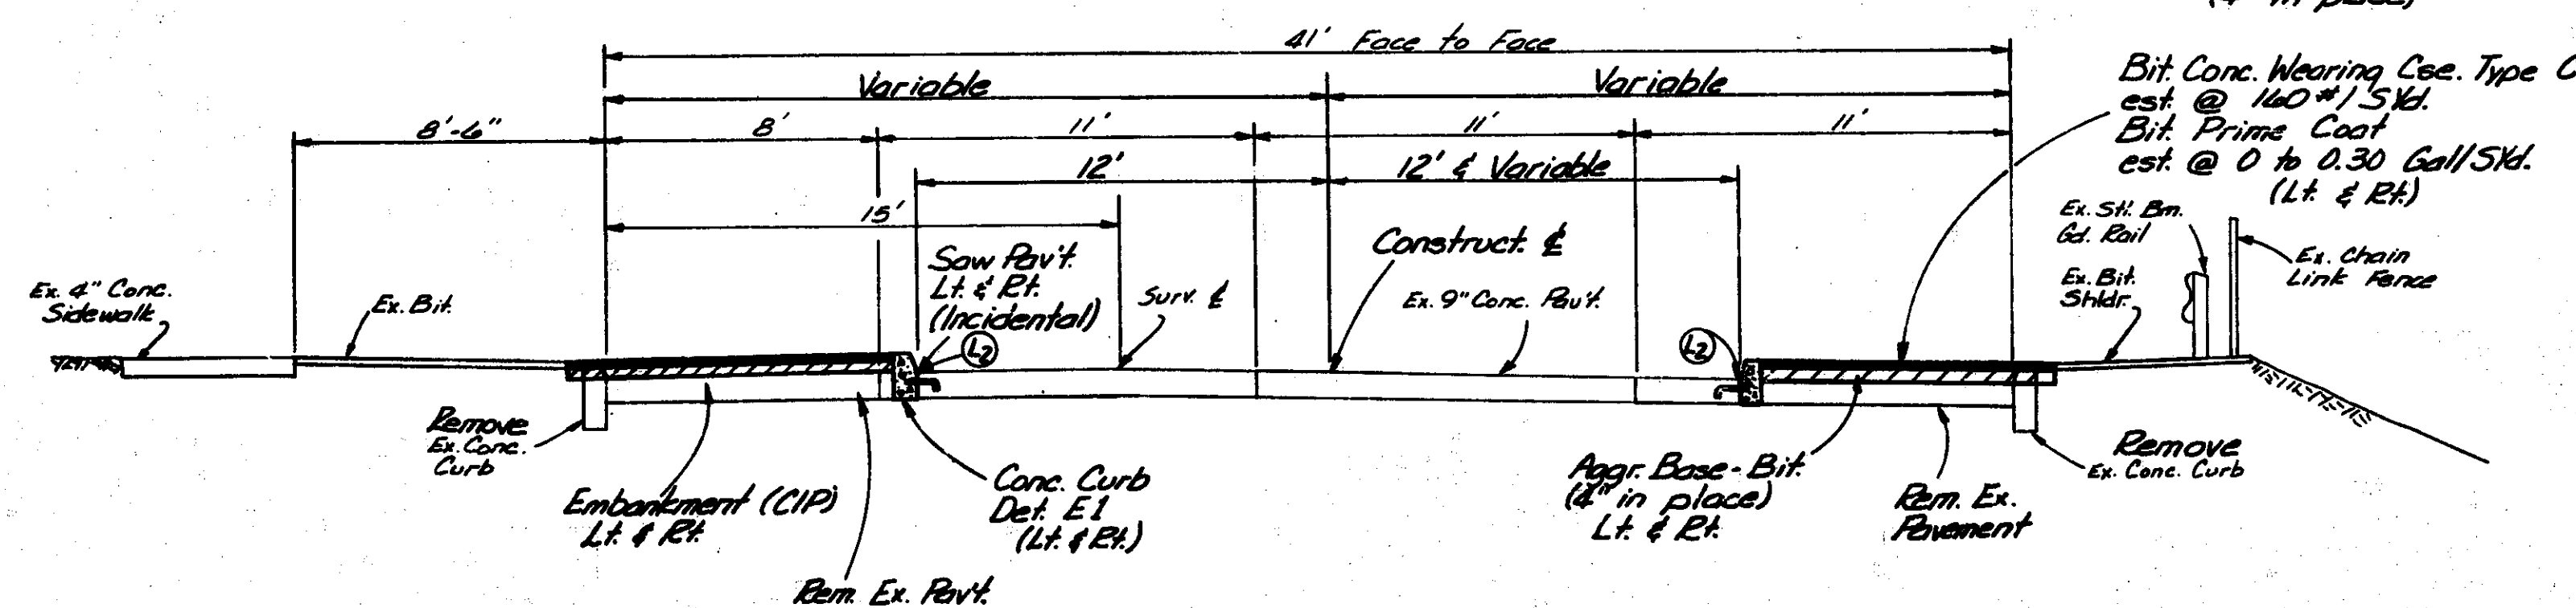 (4" in place)
41' Face to Face
Variable
Variable
Bit. Conc. Wearing Cse. Type C
est. @ 160 #/SYd.
Bit. Prime Coat
est. @ 0 to 0.30 Gal/SYd.
(Lt. & Rt.)
8'-6"
8'
11'
11'
11'
12'
12' & Variable
15'
Saw Pav't.
Lt. & Rt.
(Incidental)
L2
Surv. ℄
Construct. ℄
Ex. 9" Conc. Pav't.
L2
Ex. Stl. Bm.
Gd. Rail
Ex. Bit.
Shldr.
Ex. Chain
Link Fence
Ex. 4" Conc.
Sidewalk
Ex. Bit.
Remove
Ex. Conc.
Curb
Embankment (CIP)
Lt. & Rt.
Rem. Ex. Pav't.
Conc. Curb
Det. E1
(Lt. & Rt.)
Aggr. Base-Bit.
(4" in place)
Lt. & Rt.
Rem. Ex.
Pavement
Remove
Ex. Conc. Curb